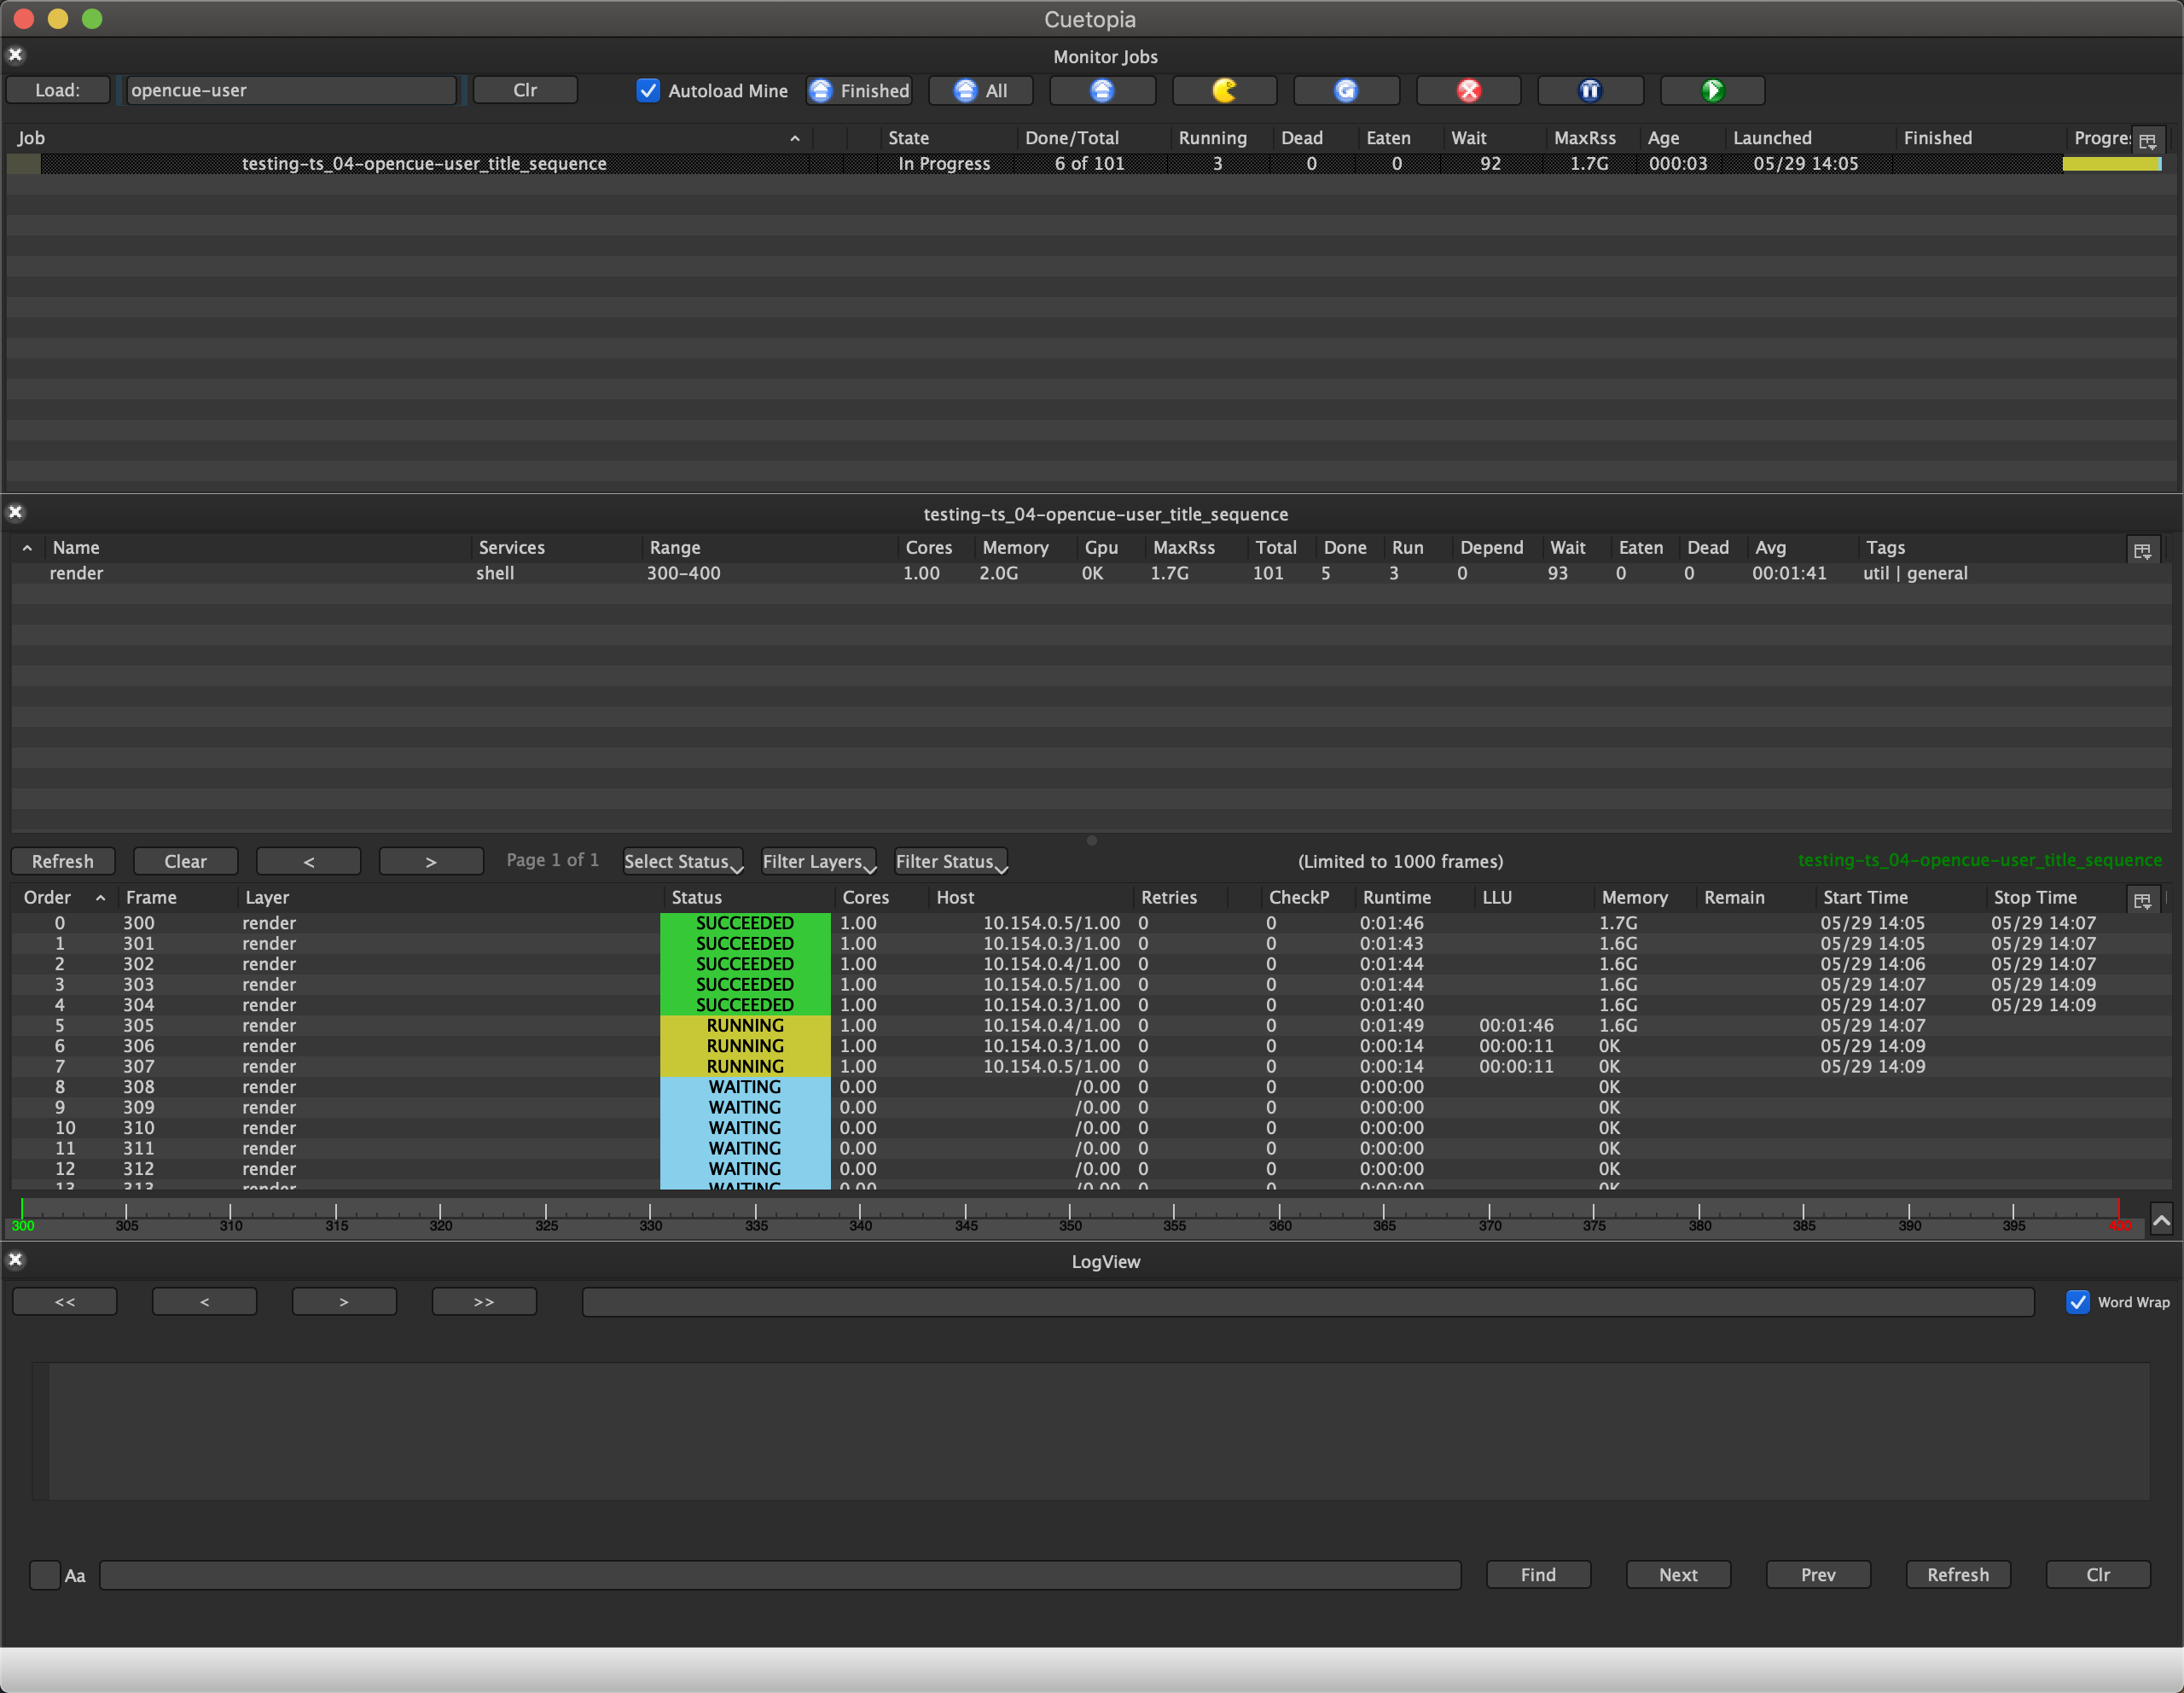 Cuetopia
Monitor Jobs
Load: opencue-user Clr Autoload Mine Finished All
Job State Done/Total Running Dead Eaten Wait MaxRss Age Launched Finished Progre
testing-ts_04-opencue-user_title_sequence In Progress 6 of 101 3 0 0 92 1.7G 000:03 05/29 14:05
testing-ts_04-opencue-user_title_sequence
Name Services Range Cores Memory Gpu MaxRss Total Done Run Depend Wait Eaten Dead Avg Tags
render shell 300-400 1.00 2.0G 0K 1.7G 101 5 3 0 93 0 0 00:01:41 util | general
Refresh Clear < > Page 1 of 1 Select Status Filter Layers Filter Status (Limited to 1000 frames) testing-ts_04-opencue-user_title_sequence
Order Frame Layer Status Cores Host Retries CheckP Runtime LLU Memory Remain Start Time Stop Time
0 300 render SUCCEEDED 1.00 10.154.0.5/1.00 0 0 0:01:46 1.7G 05/29 14:05 05/29 14:07
1 301 render SUCCEEDED 1.00 10.154.0.3/1.00 0 0 0:01:43 1.6G 05/29 14:05 05/29 14:07
2 302 render SUCCEEDED 1.00 10.154.0.4/1.00 0 0 0:01:44 1.6G 05/29 14:06 05/29 14:07
3 303 render SUCCEEDED 1.00 10.154.0.5/1.00 0 0 0:01:44 1.6G 05/29 14:07 05/29 14:09
4 304 render SUCCEEDED 1.00 10.154.0.3/1.00 0 0 0:01:40 1.6G 05/29 14:07 05/29 14:09
5 305 render RUNNING 1.00 10.154.0.4/1.00 0 0 0:01:49 00:01:46 1.6G 05/29 14:07
6 306 render RUNNING 1.00 10.154.0.3/1.00 0 0 0:00:14 00:00:11 0K 05/29 14:09
7 307 render RUNNING 1.00 10.154.0.5/1.00 0 0 0:00:14 00:00:11 0K 05/29 14:09
8 308 render WAITING 0.00 /0.00 0 0 0:00:00 0K
9 309 render WAITING 0.00 /0.00 0 0 0:00:00 0K
10 310 render WAITING 0.00 /0.00 0 0 0:00:00 0K
11 311 render WAITING 0.00 /0.00 0 0 0:00:00 0K
12 312 render WAITING 0.00 /0.00 0 0 0:00:00 0K
13 313 render WAITING 0.00 /0.00 0 0 0:00:00 0K
300 305 310 315 320 325 330 335 340 345 350 355 360 365 370 375 380 385 390 395 400
LogView
<< < > >> Word Wrap
Aa Find Next Prev Refresh Clr